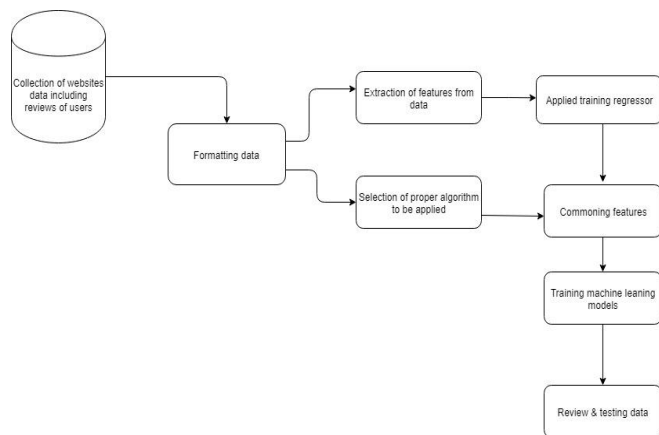 Collection of websites
data including
reviews of users
Formatting data
Extraction of features from
data
Applied training regressor
Selection of proper algorithm
to be applied
Commoning features
Training machine leaning
models
Review & testing data